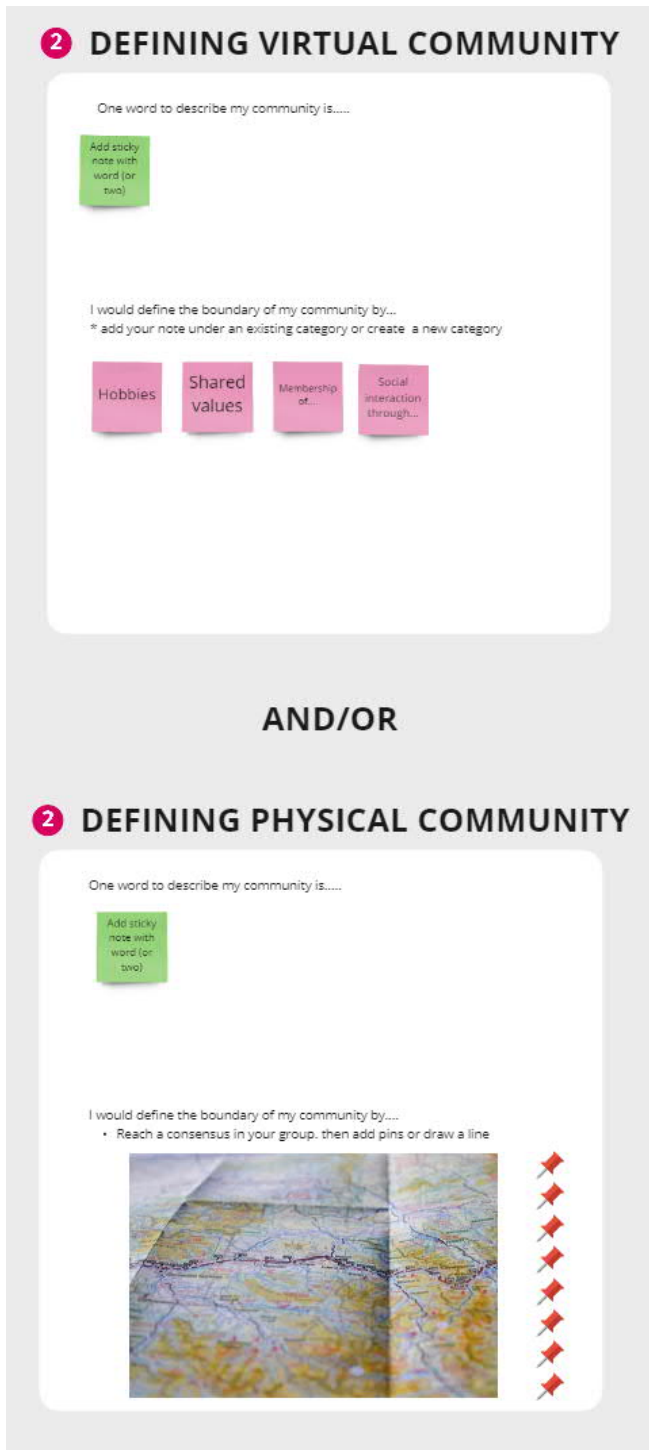 2 DEFINING VIRTUAL COMMUNITY
One word to describe my community is.....
Add sticky
note with
word (or
two)
I would define the boundary of my community by...
* add your note under an existing category or create a new category
Hobbies
Shared
values
Membership
of...
Social
interaction
through...
AND/OR
2 DEFINING PHYSICAL COMMUNITY
One word to describe my community is.....
Add sticky
note with
word (or
two)
I would define the boundary of my community by....
• Reach a consensus in your group. then add pins or draw a line